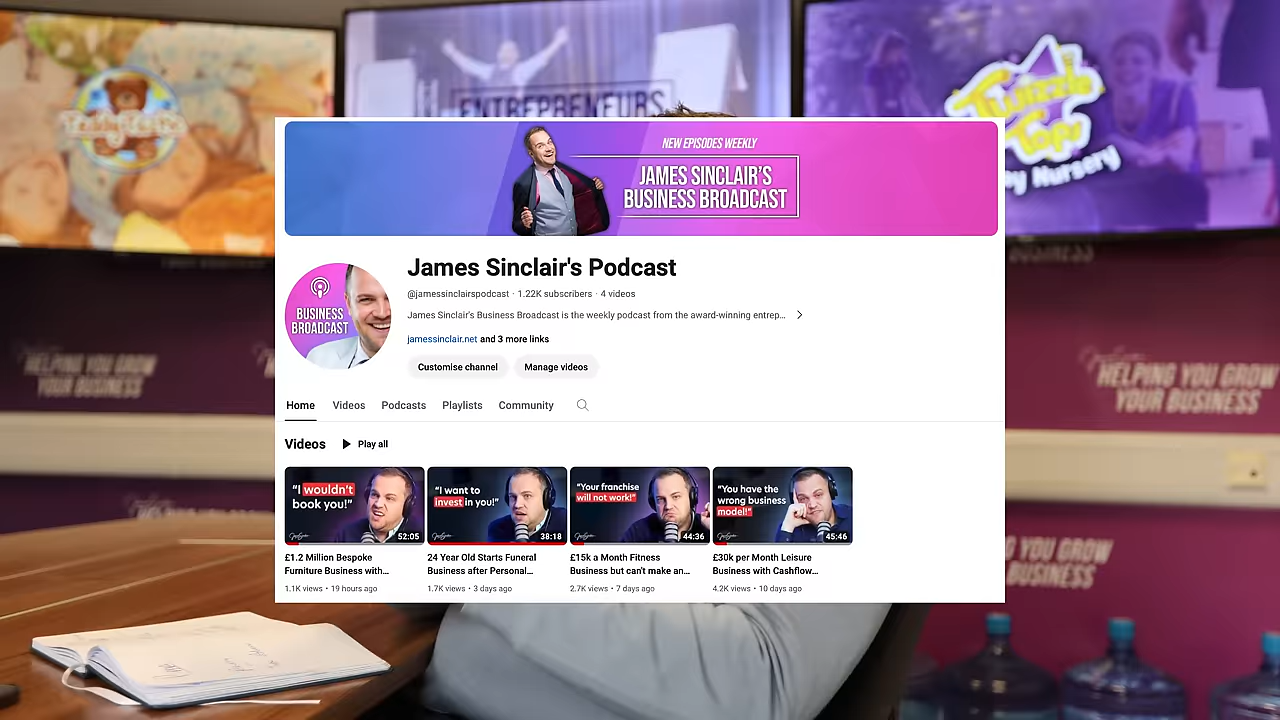 ENTREPRENEURS
Twizzle
Tops
Nursery
NEW EPISODES WEEKLY
JAMES SINCLAIR'S
BUSINESS BROADCAST
James Sinclair's Podcast
@jamessinclairspodcast · 1.22K subscribers · 4 videos
James Sinclair's Business Broadcast is the weekly podcast from the award-winning entrep...
jamessinclair.net and 3 more links
Customise channel
Manage videos
BUSINESS
BROADCAST
Home Videos Podcasts Playlists Community
Videos Play all
"I wouldn't
book you!"
52:05
"I want to
invest in you!"
38:18
"Your franchise
will not work!"
44:36
"You have the
wrong business
model!"
45:46
£1.2 Million Bespoke
Furniture Business with...
1.1K views • 19 hours ago
24 Year Old Starts Funeral
Business after Personal...
1.7K views • 3 days ago
£15k a Month Fitness
Business but can't make an...
2.7K views • 7 days ago
£30k per Month Leisure
Business with Cashflow...
4.2K views • 10 days ago
HELPING YOU GROW
YOUR BUSINESS
HELPING YOU GROW
YOUR BUSINESS
YOU GROW
BUSINESS